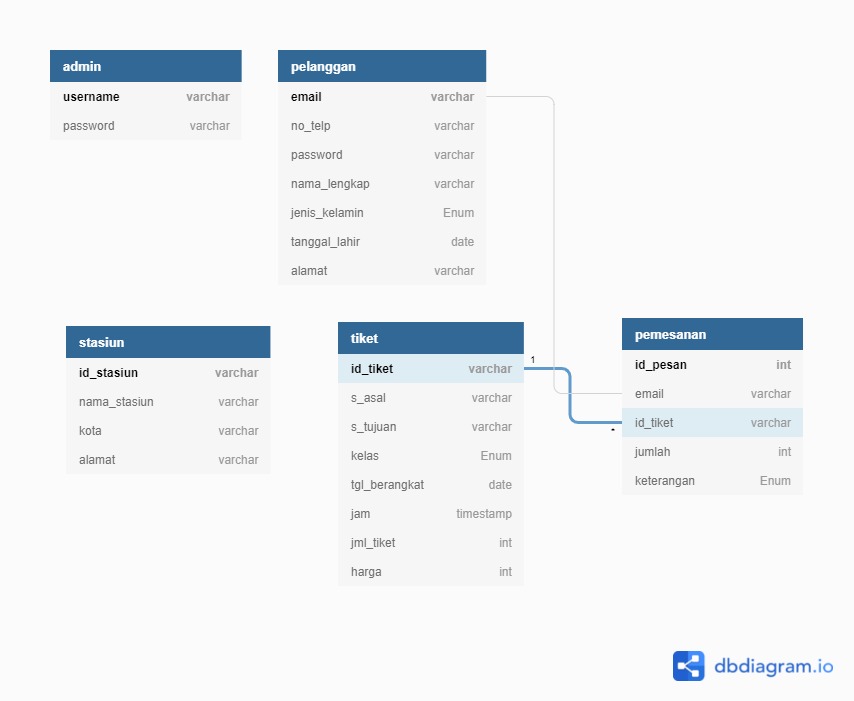 admin
username varchar
password varchar
pelanggan
email varchar
no_telp varchar
password varchar
nama_lengkap varchar
jenis_kelamin Enum
tanggal_lahir date
alamat varchar
stasiun
id_stasiun varchar
nama_stasiun varchar
kota varchar
alamat varchar
tiket
id_tiket varchar
s_asal varchar
s_tujuan varchar
kelas Enum
tgl_berangkat date
jam timestamp
jml_tiket int
harga int
1
*
pemesanan
id_pesan int
email varchar
id_tiket varchar
jumlah int
keterangan Enum
dbdiagram.io